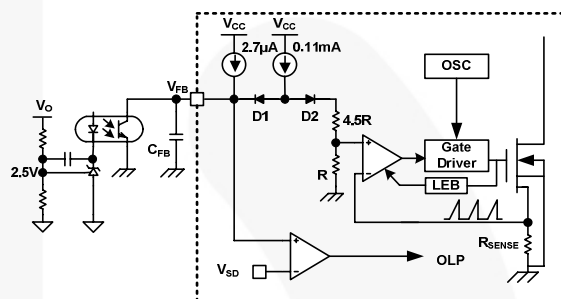 VCC VCC
2.7µA 0.11mA
OSC
VFB
VO
D1 D2
4.5R
CFB
Gate
Driver
R
2.5V
LEB
RSENSE
VSD
OLP
+
-
+
-